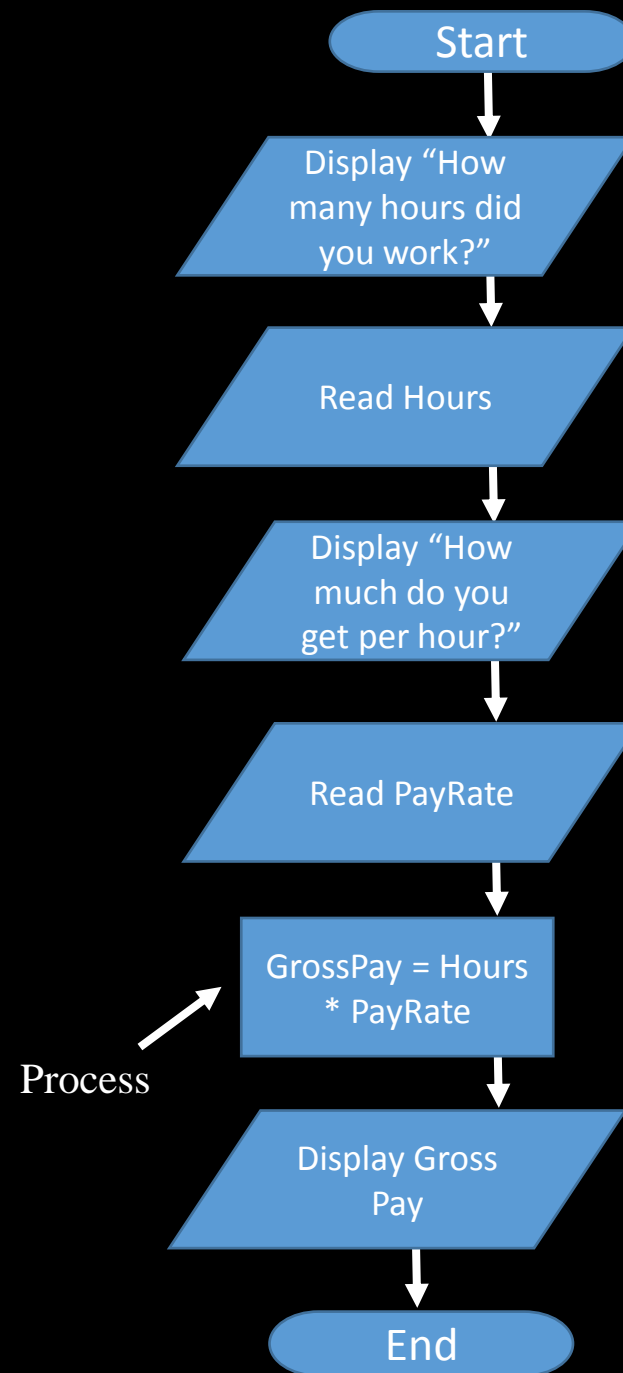 Start
Display “How
many hours did
you work?”
Read Hours
Display “How
much do you
get per hour?”
Read PayRate
GrossPay = Hours
* PayRate
Process
Display Gross
Pay
End